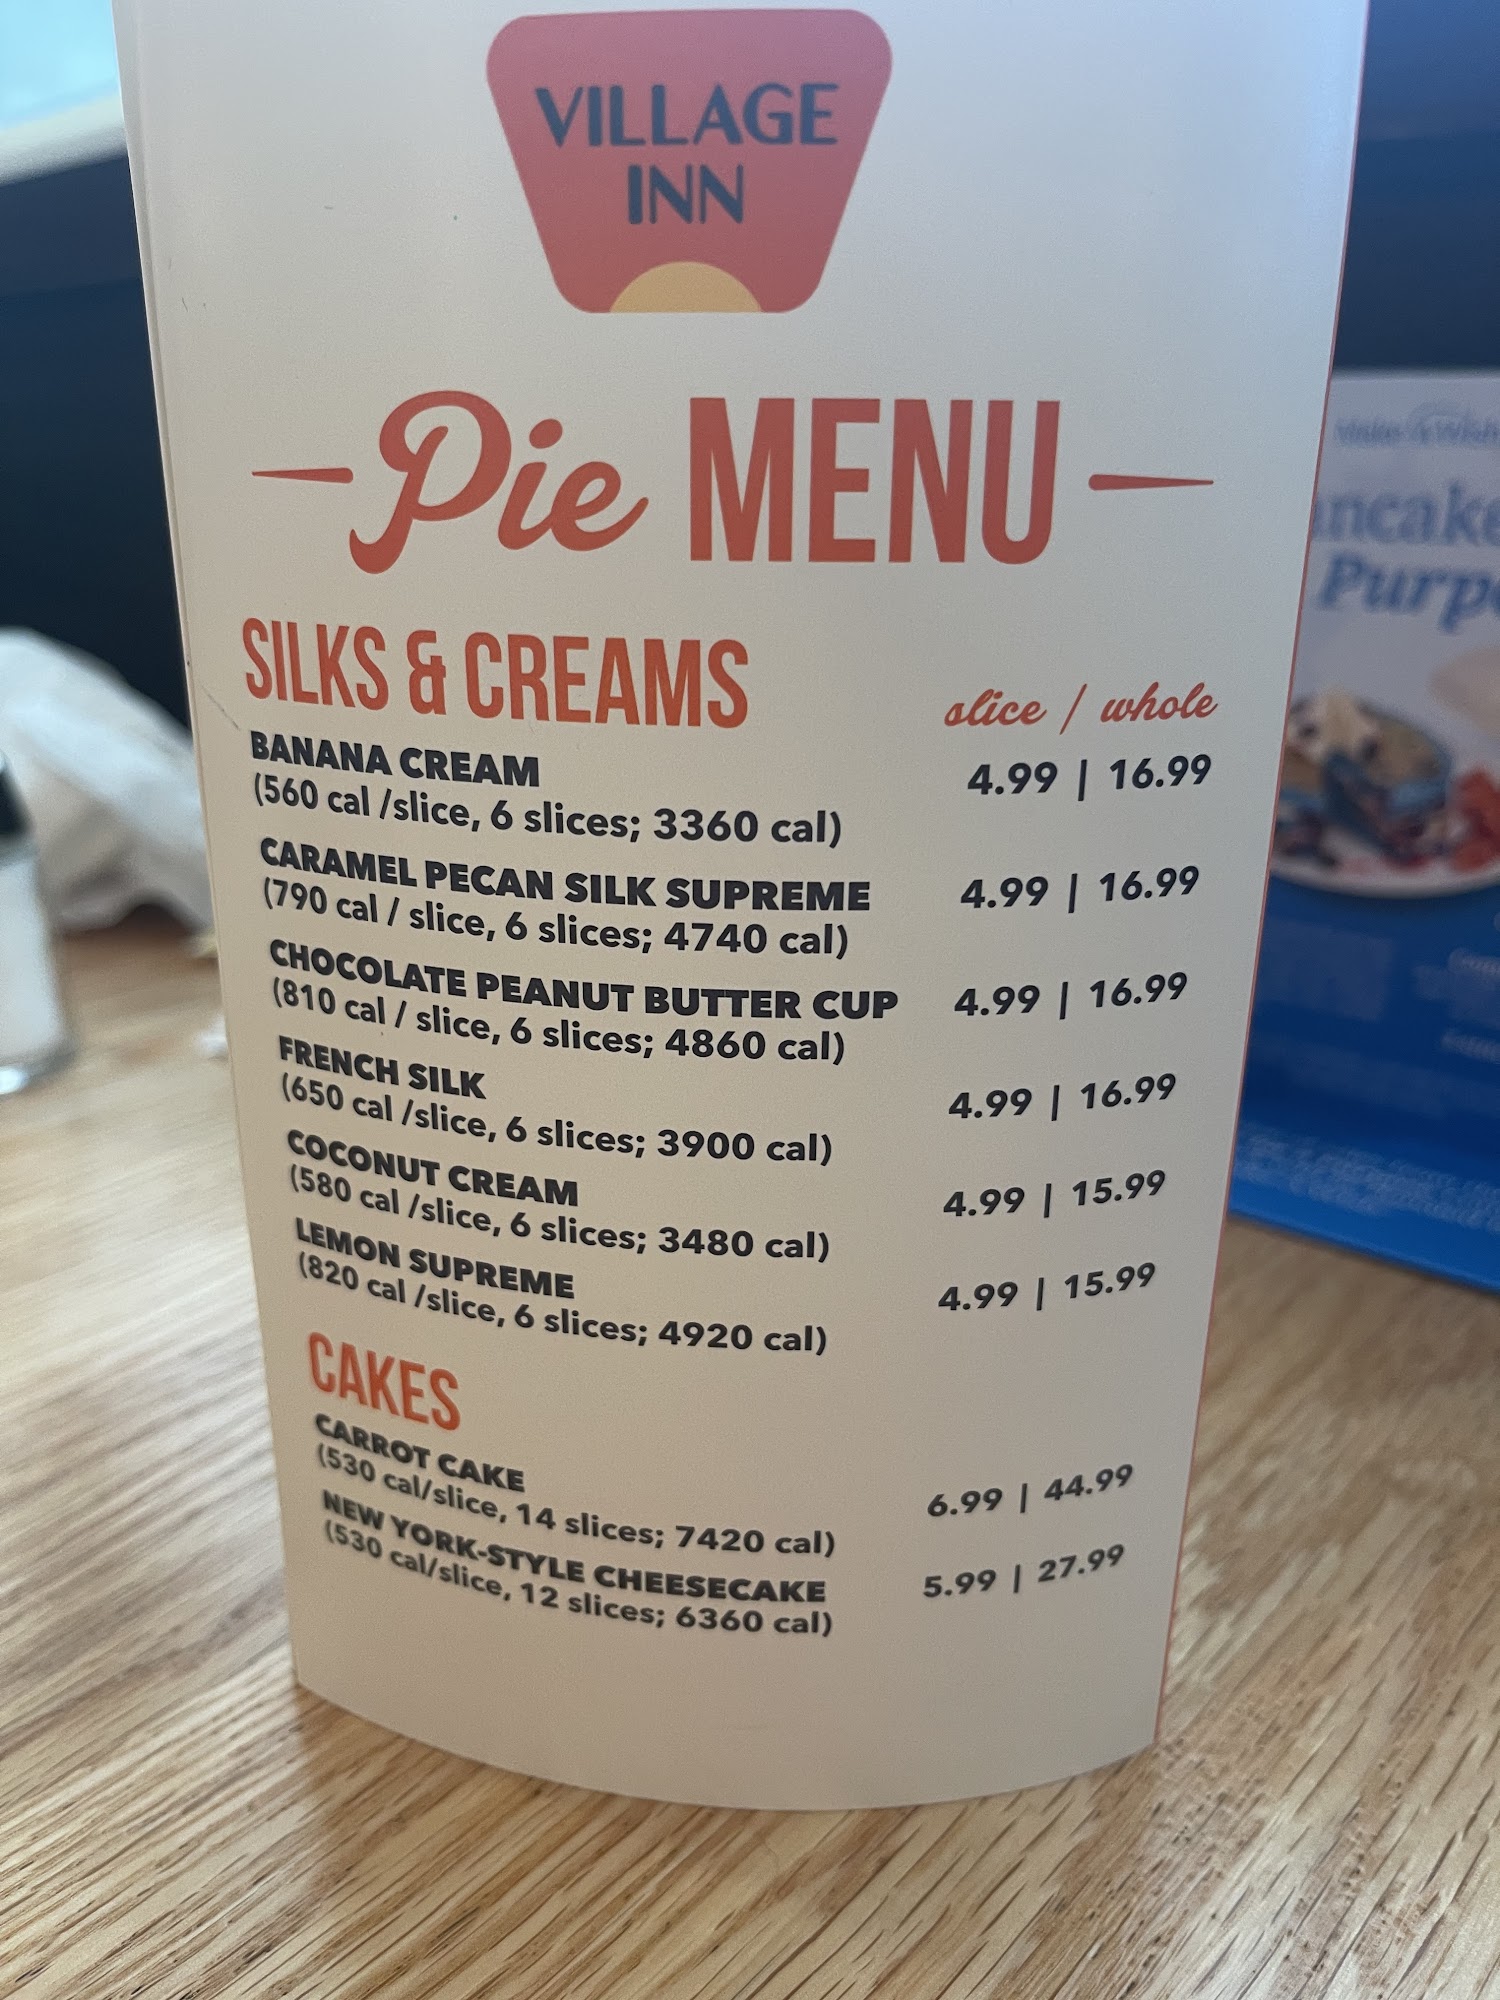 VILLAGE
INN
Pie MENU
SILKS & CREAMS
slice / whole
BANANA CREAM 4.99 | 16.99
(560 cal /slice, 6 slices; 3360 cal)
CARAMEL PECAN SILK SUPREME 4.99 | 16.99
(790 cal / slice, 6 slices; 4740 cal)
CHOCOLATE PEANUT BUTTER CUP 4.99 | 16.99
(810 cal / slice, 6 slices; 4860 cal)
FRENCH SILK 4.99 | 16.99
(650 cal /slice, 6 slices; 3900 cal)
COCONUT CREAM 4.99 | 15.99
(580 cal /slice, 6 slices; 3480 cal)
LEMON SUPREME 4.99 | 15.99
(820 cal /slice, 6 slices; 4920 cal)
CAKES
CARROT CAKE 6.99 | 44.99
(530 cal/slice, 14 slices; 7420 cal)
NEW YORK-STYLE CHEESECAKE 5.99 | 27.99
(530 cal/slice, 12 slices; 6360 cal)
ancake
Purp